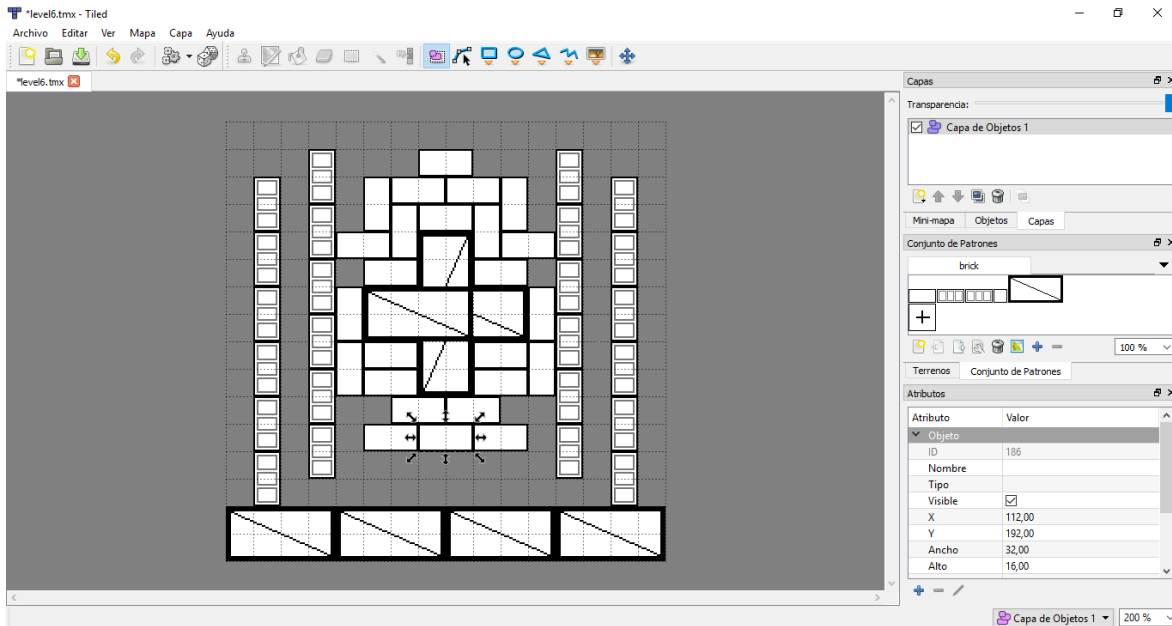 *level6.tmx - Tiled
Archivo Editar Ver Mapa Capa Ayuda
*level6.tmx
Capas
Transparencia:
Capa de Objetos 1
Mini-mapa Objetos Capas
Conjunto de Patrones
brick
100 %
Terrenos Conjunto de Patrones
Atributos
Atributo Valor
Objeto
ID 186
Nombre
Tipo
Visible
X 112,00
Y 192,00
Ancho 32,00
Alto 16,00
Capa de Objetos 1 200 %